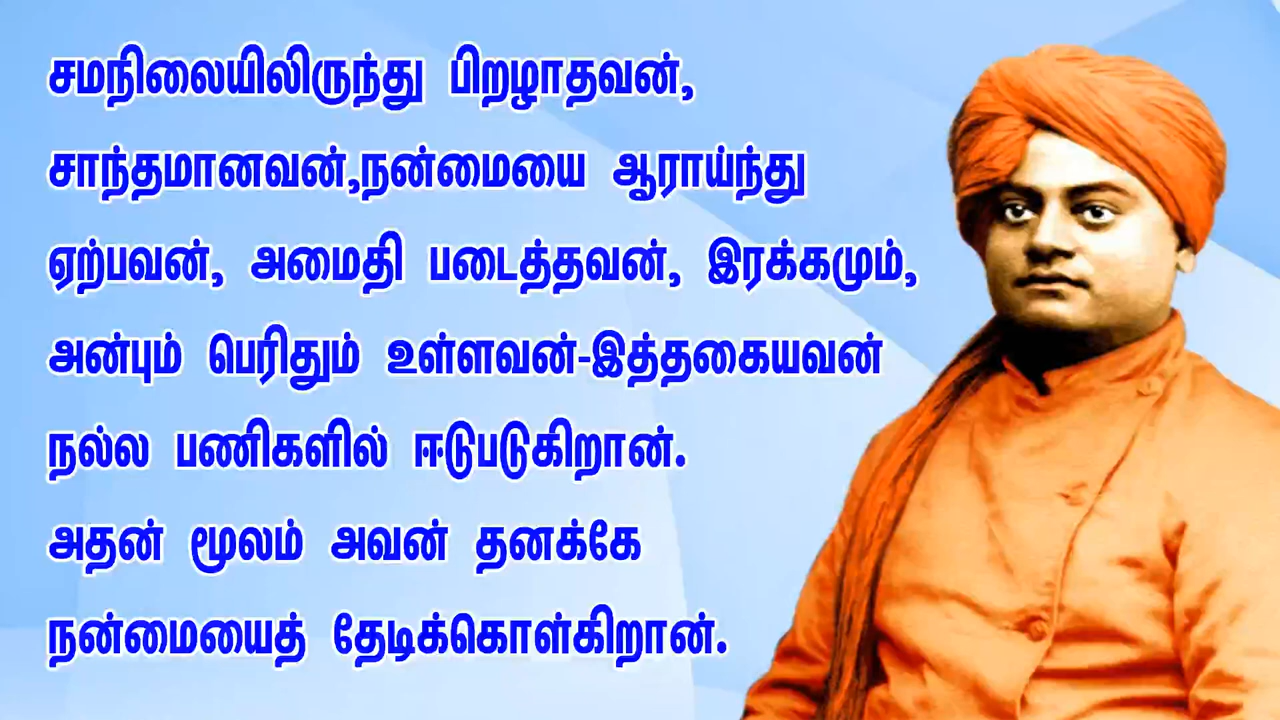 சமநிலையிலிருந்து பிறழாதவன்,
சாந்தமானவன்,நன்மையை ஆராய்ந்து
ஏற்பவன், அமைதி படைத்தவன், இரக்கமும்,
அன்பும் பெரிதும் உள்ளவன்-இத்தகையவன்
நல்ல பணிகளில் ஈடுபடுகிறான்.
அதன் மூலம் அவன் தனக்கே
நன்மையைத் தேடிக்கொள்கிறான்.